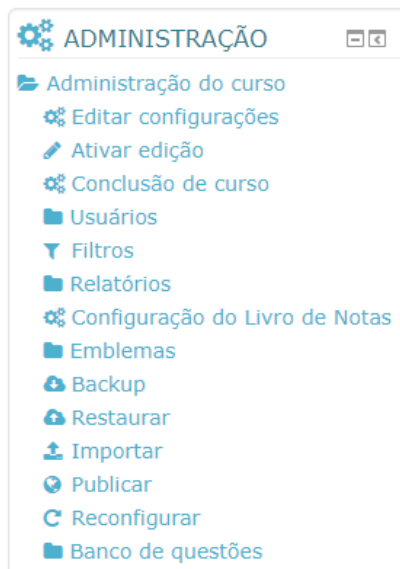 ADMINISTRAÇÃO
Administração do curso
Editar configurações
Ativar edição
Conclusão de curso
Usuários
Filtros
Relatórios
Configuração do Livro de Notas
Emblemas
Backup
Restaurar
Importar
Publicar
Reconfigurar
Banco de questões